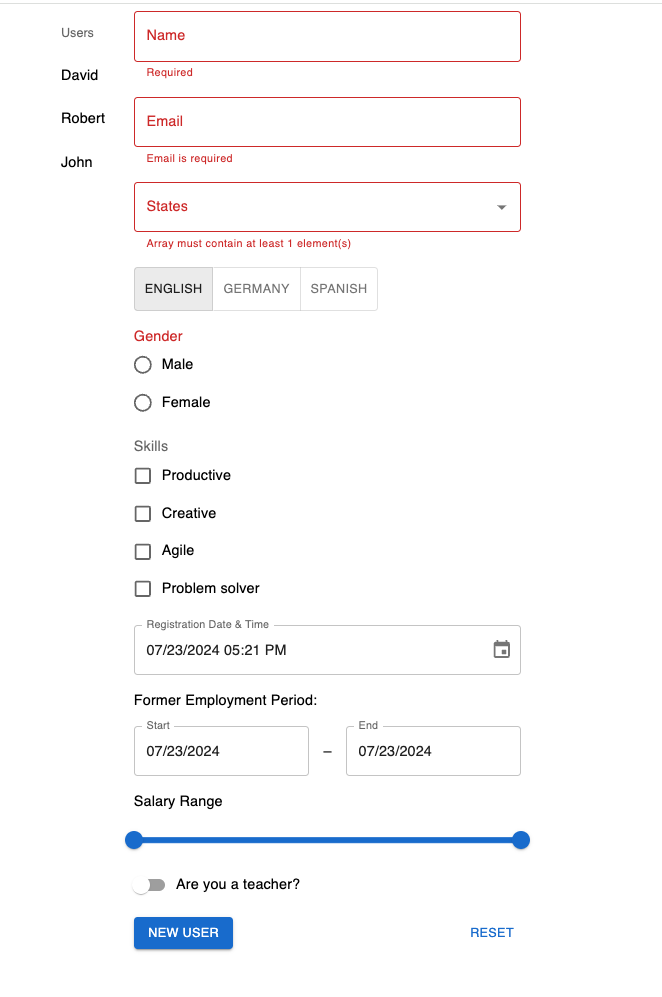 Users
David
Robert
John
Name
Required
Email
Email is required
States
Array must contain at least 1 element(s)
ENGLISH GERMANY SPANISH
Gender
Male
Female
Skills
Productive
Creative
Agile
Problem solver
Registration Date & Time
07/23/2024 05:21 PM
Former Employment Period:
Start End
07/23/2024 – 07/23/2024
Salary Range
Are you a teacher?
NEW USER RESET